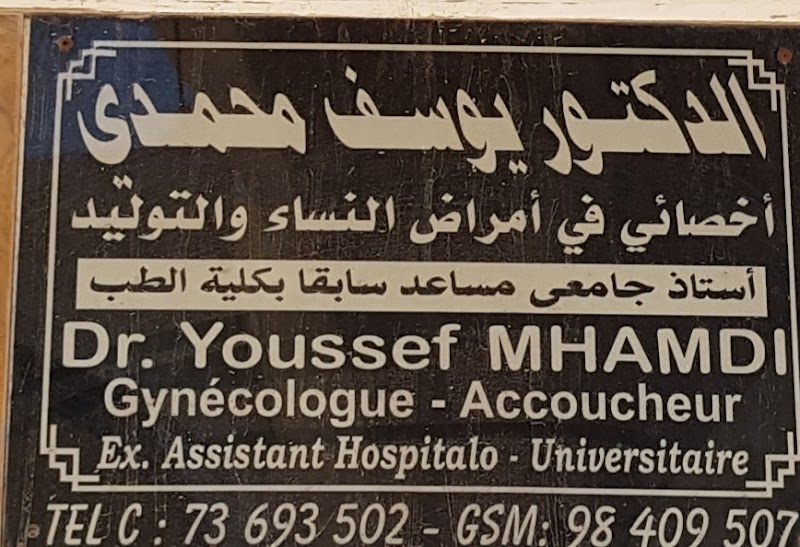 الدكتور يوسف محمدي
أخصائي في أمراض النساء والتوليد
أستاذ جامعي مساعد سابقا بكلية الطب
Dr. Youssef MHAMDI
Gynécologue - Accoucheur
Ex. Assistant Hospitalo - Universitaire
TEL C : 73 693 502 - GSM: 98 409 507